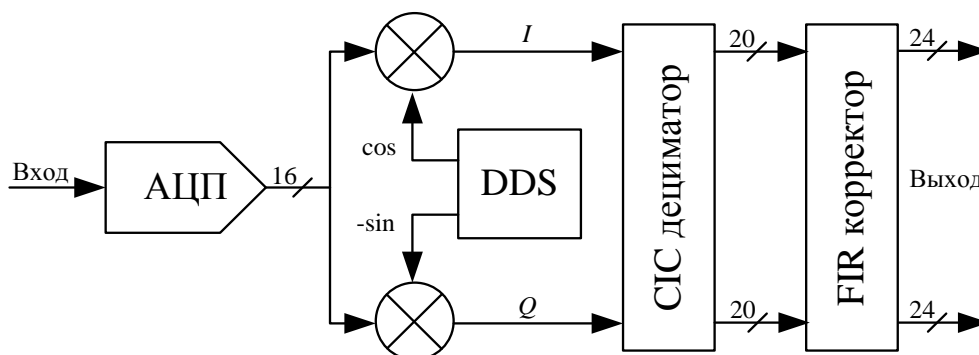 Вход
АЦП
16
cos
-sin
DDS
I
Q
CIC дециматор
20
20
FIR корректор
24
24
Выход